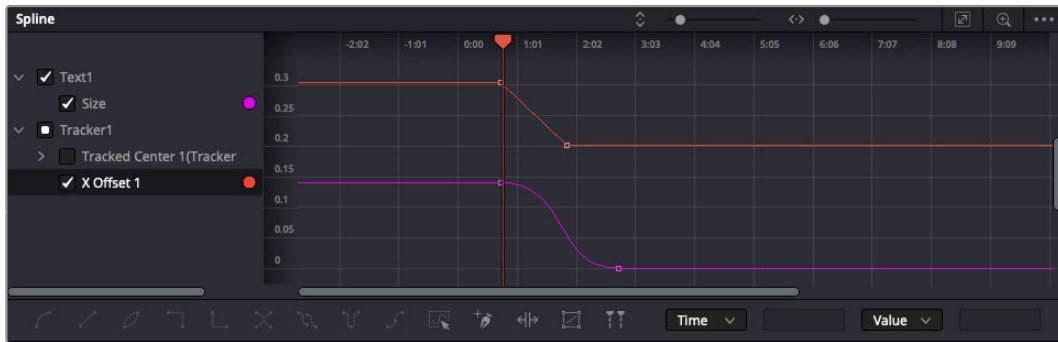 Spline
-2:02 -1:01 0:00 1:01 2:02 3:03 4:04 5:05 6:06 7:07 8:08 9:09
Text1
Size
Tracker1
Tracked Center 1(Tracker
X Offset 1
0.3
0.25
0.2
0.15
0.1
0.05
0
Time
Value